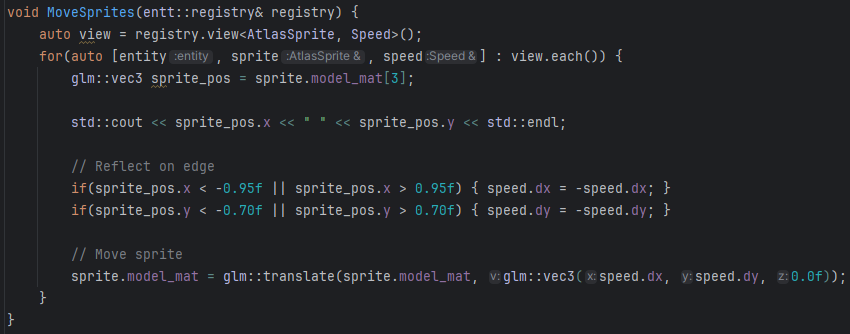 void MoveSprites(entt::registry& registry) {
    auto view = registry.view<AtlasSprite, Speed>();
    for(auto [entity :entity , sprite :AtlasSprite & , speed :Speed & ] : view.each()) {
        glm::vec3 sprite_pos = sprite.model_mat[3];
        std::cout << sprite_pos.x << " " << sprite_pos.y << std::endl;
        // Reflect on edge
        if(sprite_pos.x < -0.95f || sprite_pos.x > 0.95f) { speed.dx = -speed.dx; }
        if(sprite_pos.y < -0.70f || sprite_pos.y > 0.70f) { speed.dy = -speed.dy; }
        // Move sprite
        sprite.model_mat = glm::translate(sprite.model_mat, v: glm::vec3( x: speed.dx, y: speed.dy, z: 0.0f));
    }
}